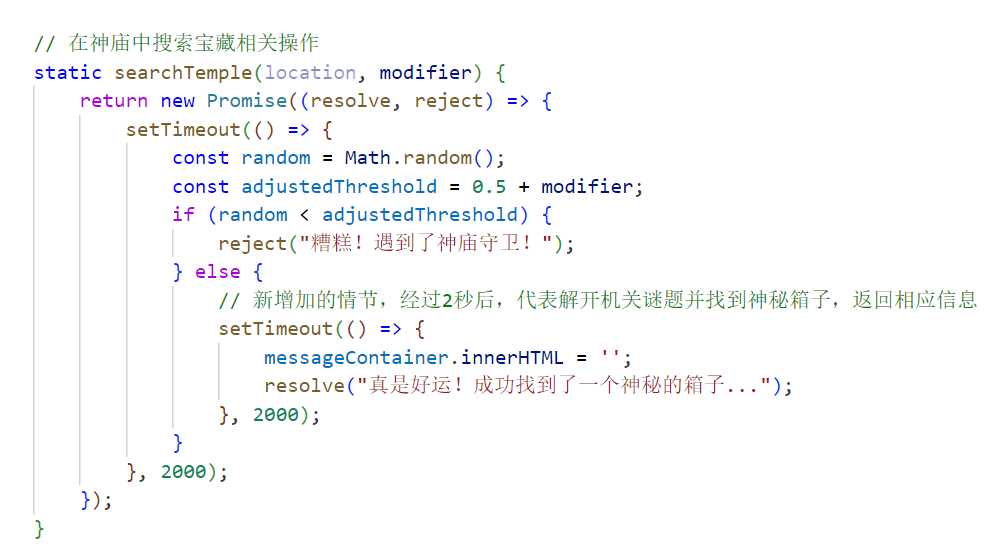 // 在神庙中搜索宝藏相关操作
static searchTemple(location, modifier) {
    return new Promise((resolve, reject) => {
        setTimeout(() => {
            const random = Math.random();
            const adjustedThreshold = 0.5 + modifier;
            if (random < adjustedThreshold) {
                reject("糟糕！遇到了神庙守卫！");
            } else {
                // 新增加的情节，经过2秒后，代表解开机关谜题并找到神秘箱子，返回相应信息
                setTimeout(() => {
                    messageContainer.innerHTML = '';
                    resolve("真是好运！成功找到了一个神秘的箱子...");
                }, 2000);
            }
        }, 2000);
    });
}